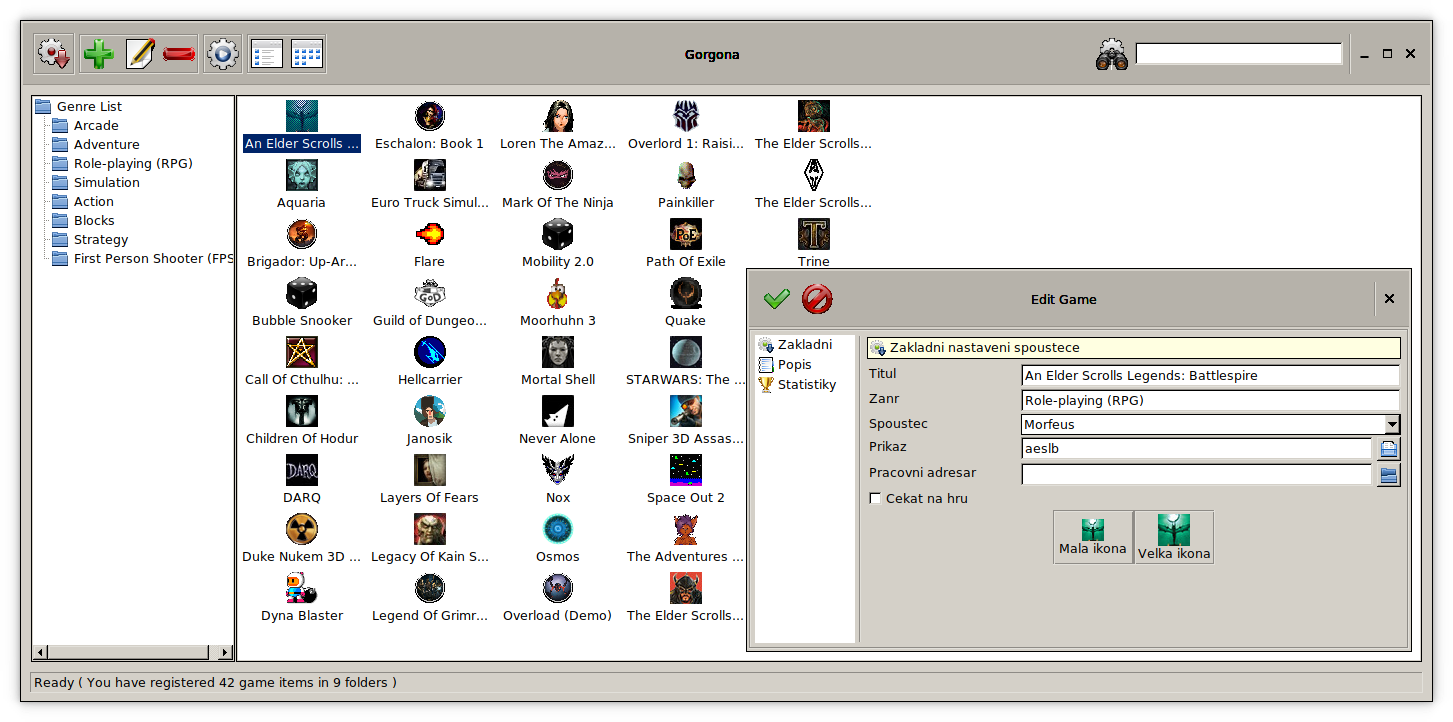 Gorgona
Genre List
Arcade
Adventure
Role-playing (RPG)
Simulation
Action
Blocks
Strategy
First Person Shooter (FPS
An Elder Scrolls ... Eschalon: Book 1 Loren The Amaz... Overlord 1: Raisi... The Elder Scrolls...
Aquaria Euro Truck Simul... Mark Of The Ninja Painkiller The Elder Scrolls...
Brigador: Up-Ar... Flare Mobility 2.0 Path Of Exile Trine
Bubble Snooker Guild of Dungeo... Moorhuhn 3 Quake
Call Of Cthulhu: ... Hellcarrier Mortal Shell STARWARS: The ...
Children Of Hodur Janosik Never Alone Sniper 3D Assas...
DARQ Layers Of Fears Nox Space Out 2
Duke Nukem 3D ... Legacy Of Kain S... Osmos The Adventures ...
Dyna Blaster Legend Of Grimr... Overload (Demo) The Elder Scrolls...
Edit Game
Zakladni
Popis
Statistiky
Zakladni nastaveni spoustece
Titul An Elder Scrolls Legends: Battlespire
Zanr Role-playing (RPG)
Spoustec Morfeus
Prikaz aeslb
Pracovni adresar
Cekat na hru
Mala ikona Velka ikona
Ready ( You have registered 42 game items in 9 folders )